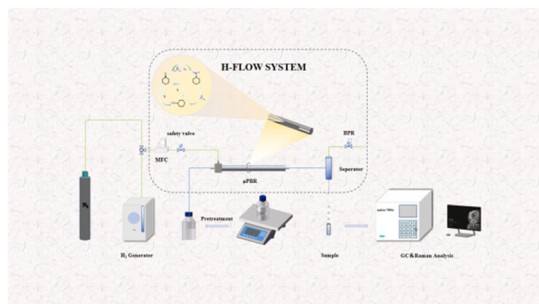 H-FLOW SYSTEM
safety valve
BPR
MFC
Separator
μPBR
Pretreatment
H₂ Generator
Sample
GC&Raman Analysis